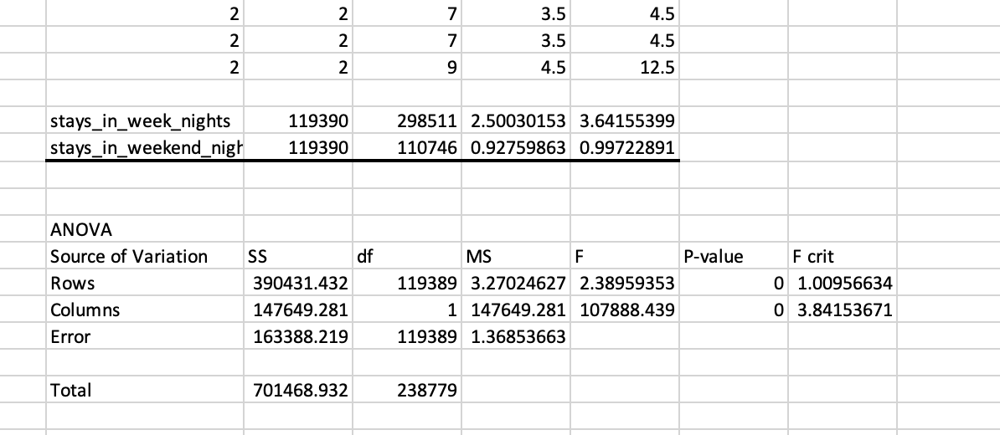 2 2 7 3.5 4.5
2 2 7 3.5 4.5
2 2 9 4.5 12.5
stays_in_week_nights 119390 298511 2.50030153 3.64155399
stays_in_weekend_nigh 119390 110746 0.92759863 0.99722891
ANOVA
Source of Variation SS df MS F P-value F crit
Rows 390431.432 119389 3.27024627 2.38959353 0 1.00956634
Columns 147649.281 1 147649.281 107888.439 0 3.84153671
Error 163388.219 119389 1.36853663
Total 701468.932 238779